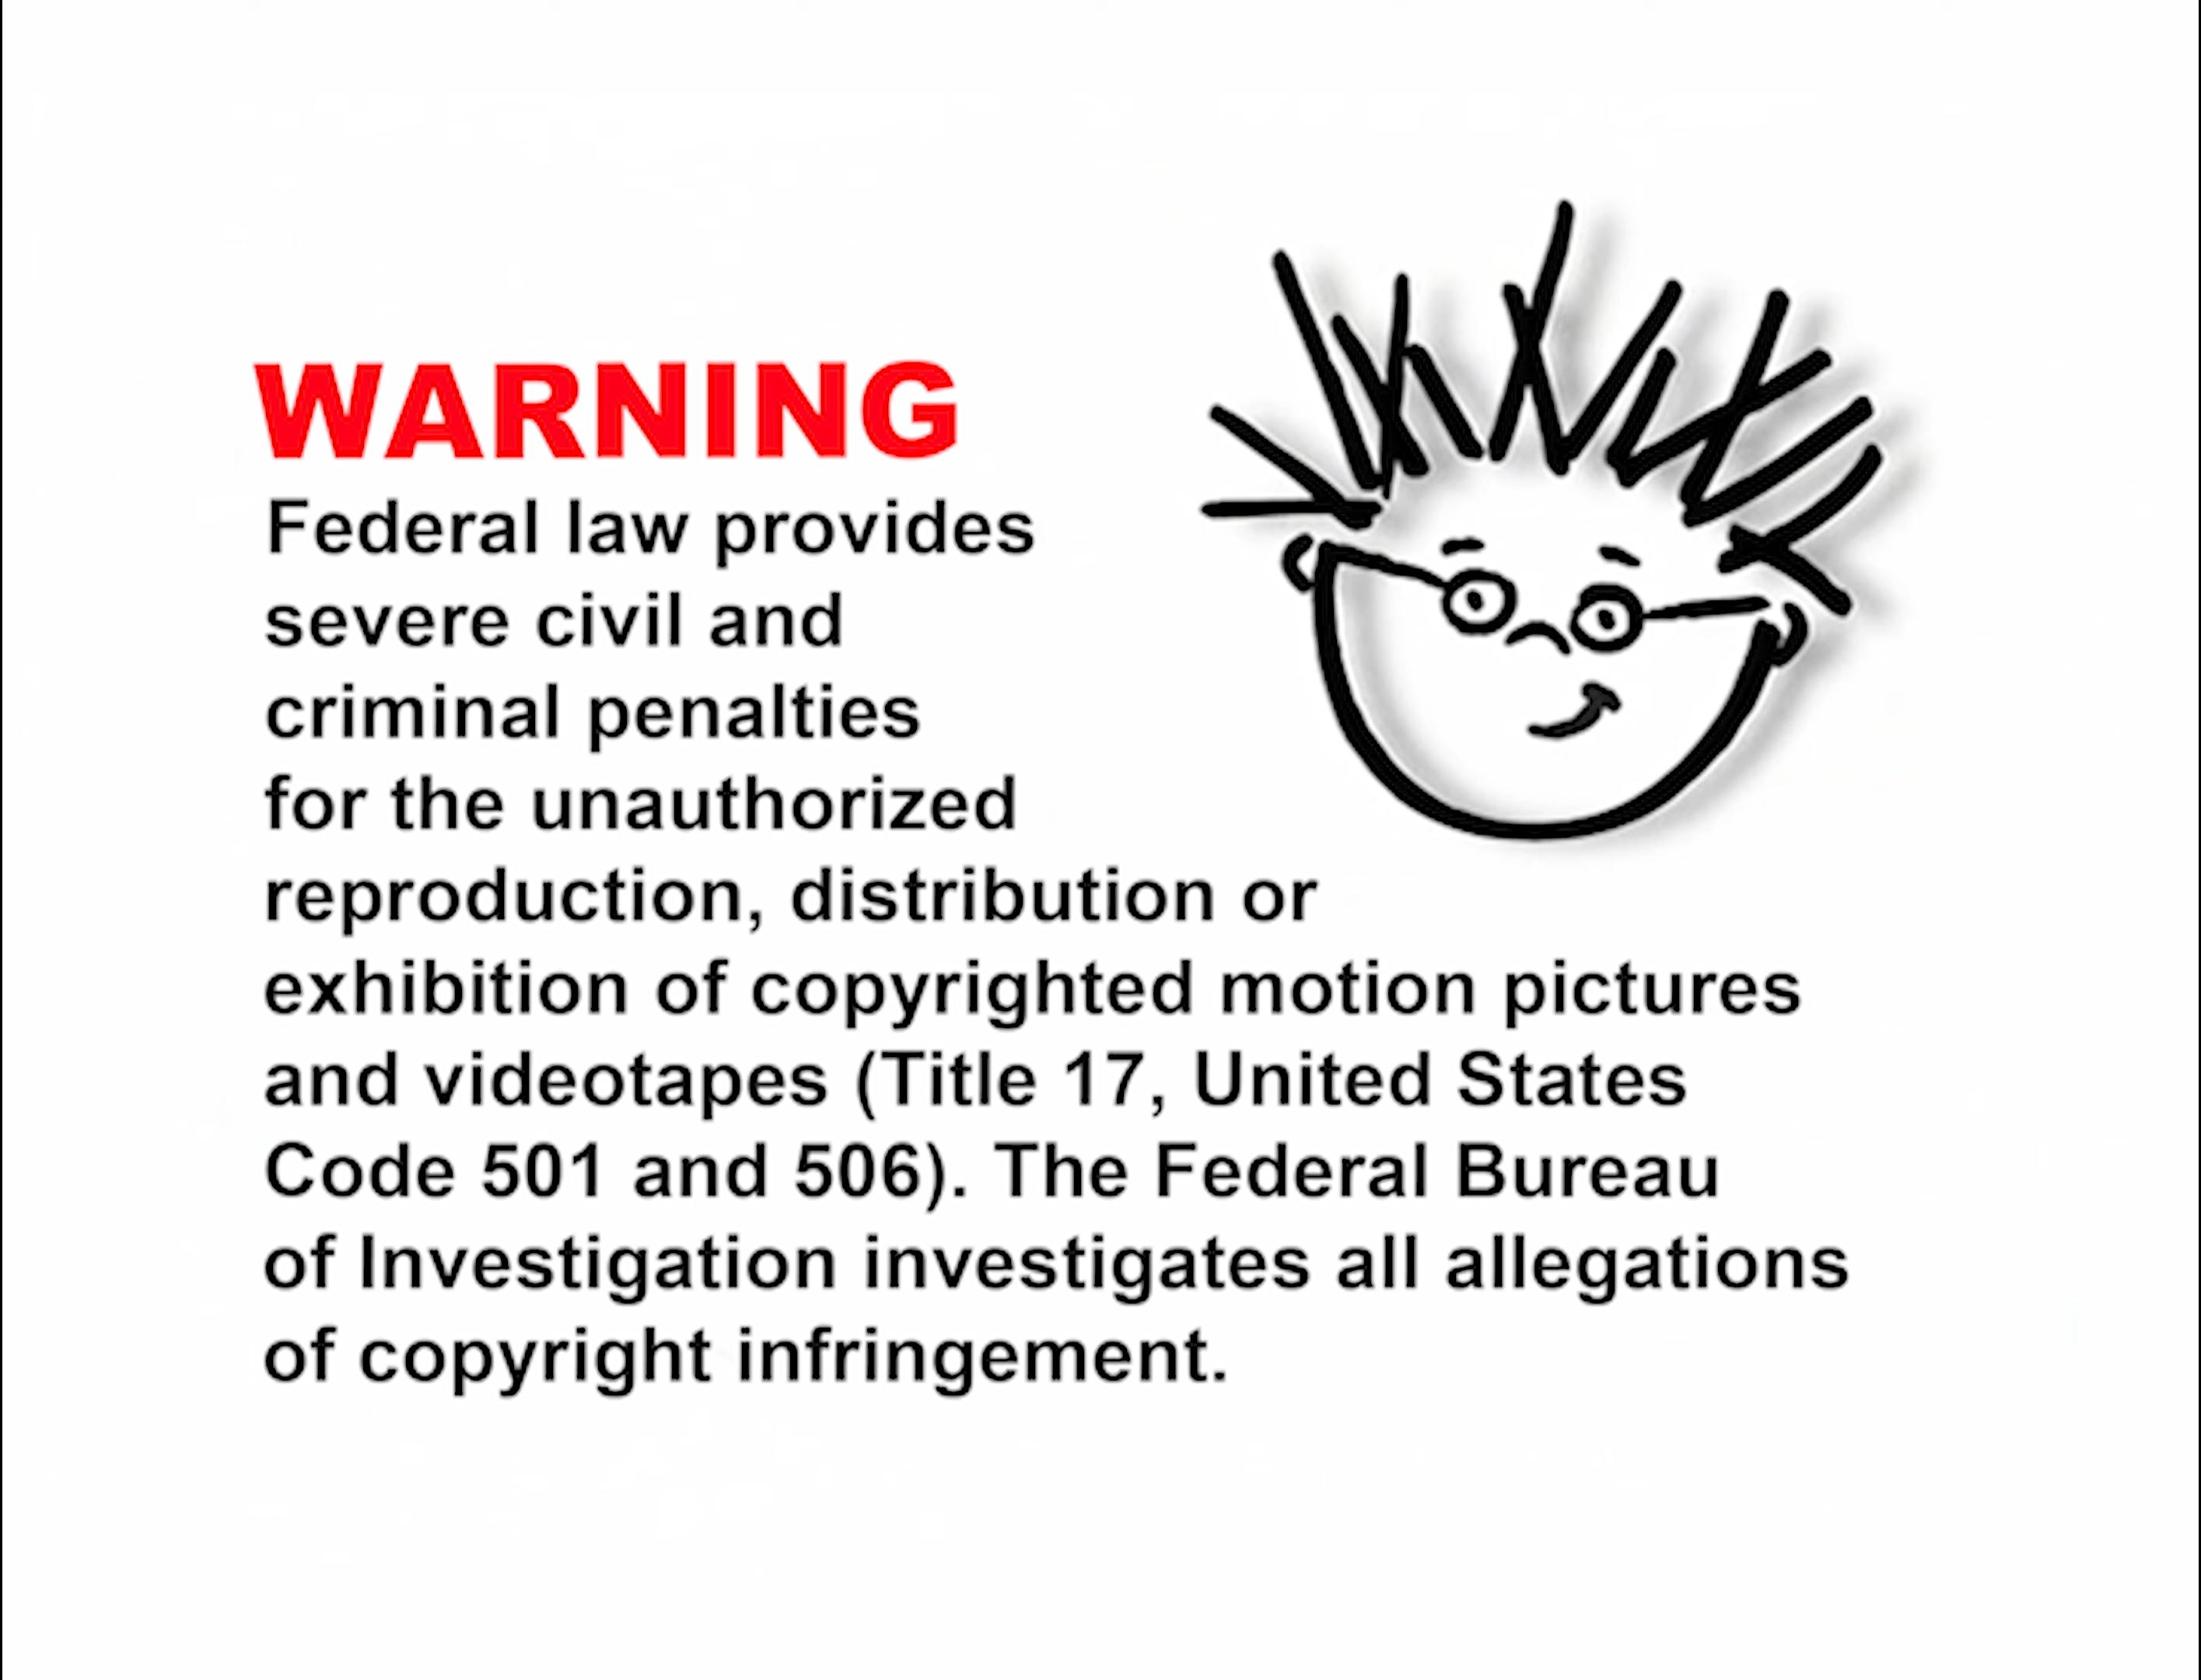 WARNING
Federal law provides
severe civil and
criminal penalties
for the unauthorized
reproduction, distribution or
exhibition of copyrighted motion pictures
and videotapes (Title 17, United States
Code 501 and 506). The Federal Bureau
of Investigation investigates all allegations
of copyright infringement.